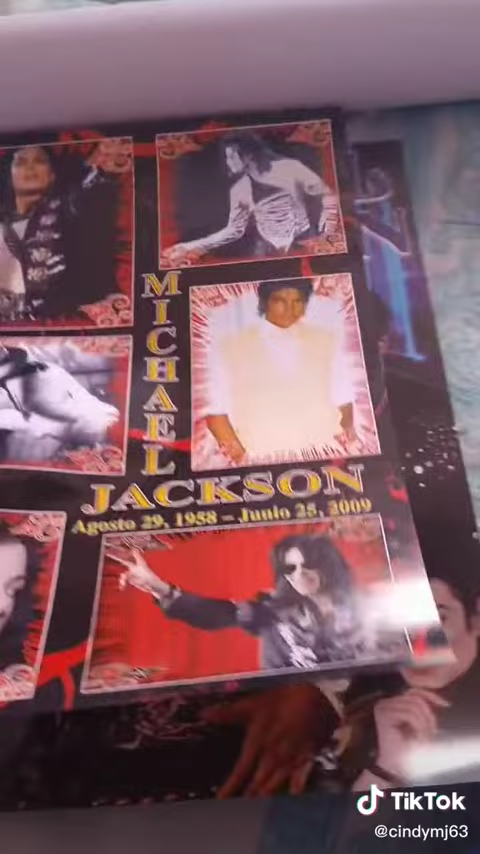 MICHAEL
JACKSON
Agosto 29, 1958 – Junio 25, 2009
TikTok
@cindymj63